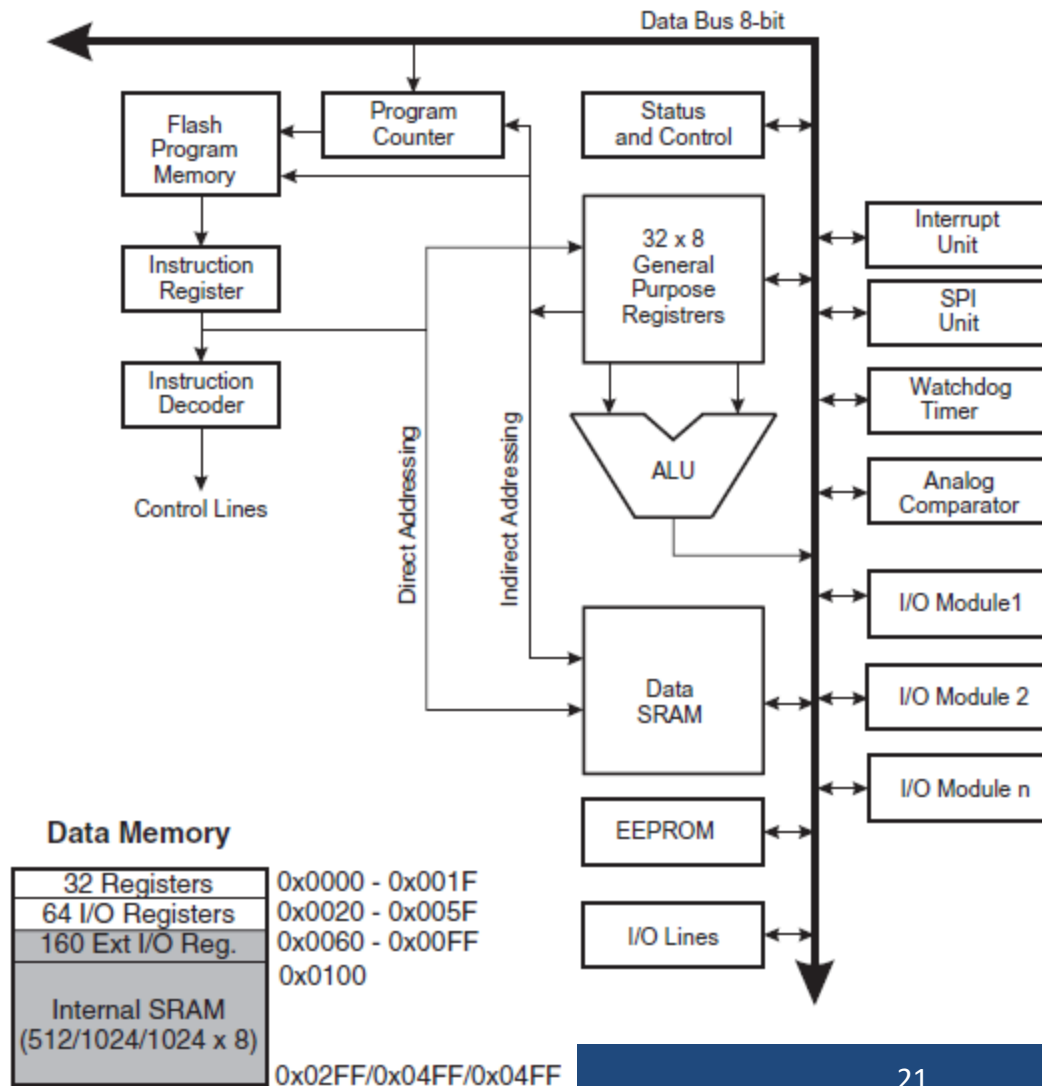 Data Bus 8-bit
Flash
Program
Memory
Program
Counter
Status
and Control
Interrupt
Unit
32 x 8
General
Purpose
Registrers
Instruction
Register
SPI
Unit
Instruction
Decoder
Watchdog
Timer
Control Lines
Direct Addressing
Indirect Addressing
ALU
Analog
Comparator
I/O Module1
Data
SRAM
I/O Module 2
I/O Module n
EEPROM
I/O Lines
Data Memory
32 Registers 0x0000 - 0x001F
64 I/O Registers 0x0020 - 0x005F
160 Ext I/O Reg. 0x0060 - 0x00FF
0x0100
Internal SRAM
(512/1024/1024 x 8)
0x02FF/0x04FF/0x04FF
21